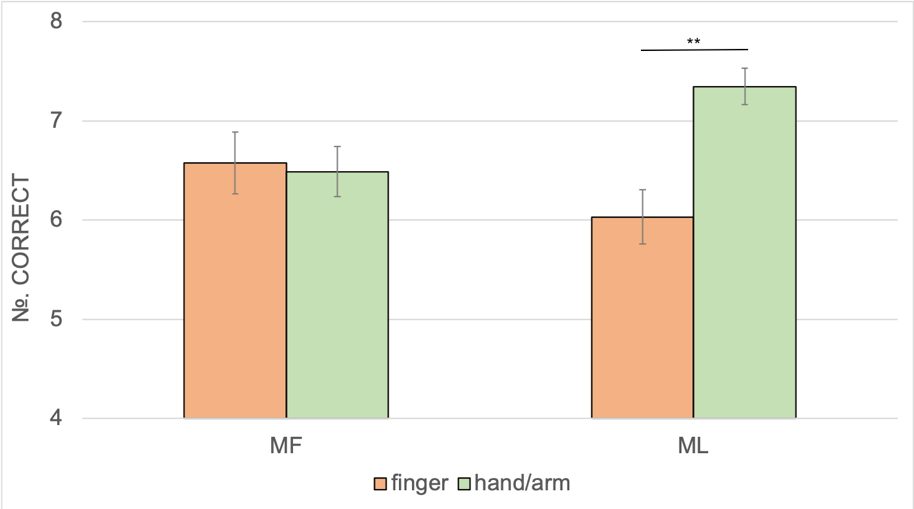 8
**
7
6
5
4
№. CORRECT
MF ML
finger hand/arm